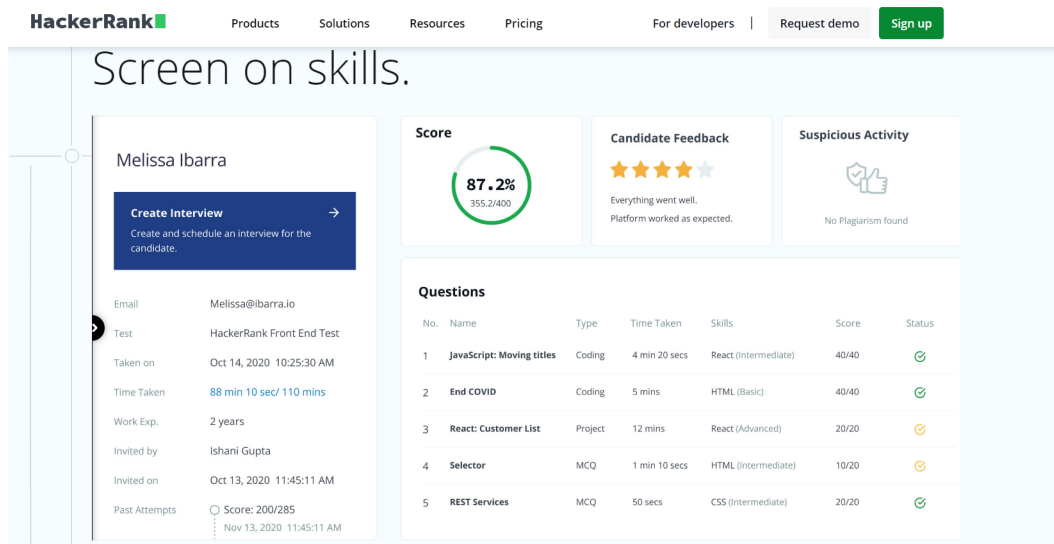 HackerRank
Products Solutions Resources Pricing For developers | Request demo Sign up
Screen on skills.
Melissa Ibarra
Create Interview
Create and schedule an interview for the
candidate.
Email Melissa@ibarra.io
Test HackerRank Front End Test
Taken on Oct 14, 2020 10:25:30 AM
Time Taken 88 min 10 sec/ 110 mins
Work Exp. 2 years
Invited by Ishani Gupta
Invited on Oct 13, 2020 11:45:11 AM
Past Attempts Score: 200/285
Nov 13, 2020 11:45:11 AM
Score
87.2%
355.2/400
Candidate Feedback
Everything went well.
Platform worked as expected.
Suspicious Activity
No Plagiarism found
Questions
No. Name Type Time Taken Skills Score Status
1 JavaScript: Moving titles Coding 4 min 20 secs React (Intermediate) 40/40
2 End COVID Coding 5 mins HTML (Basic) 40/40
3 React: Customer List Project 12 mins React (Advanced) 20/20
4 Selector MCQ 1 min 10 secs HTML (Intermediate) 10/20
5 REST Services MCQ 50 secs CSS (Intermediate) 20/20